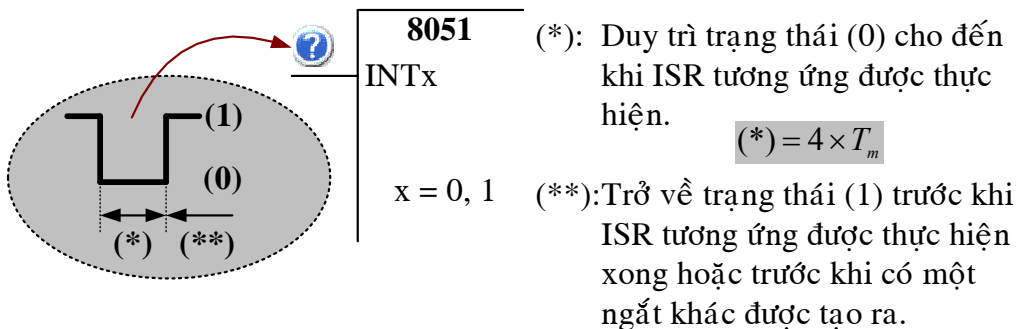 8051
INTx
x = 0, 1
?
(1)
(0)
(*) (**)
(*): Duy trì trạng thái (0) cho đến
khi ISR tương ứng được thực
hiện.
(*) = 4 × Tₘ
(**):Trở về trạng thái (1) trước khi
ISR tương ứng được thực hiện
xong hoặc trước khi có một
ngắt khác được tạo ra.